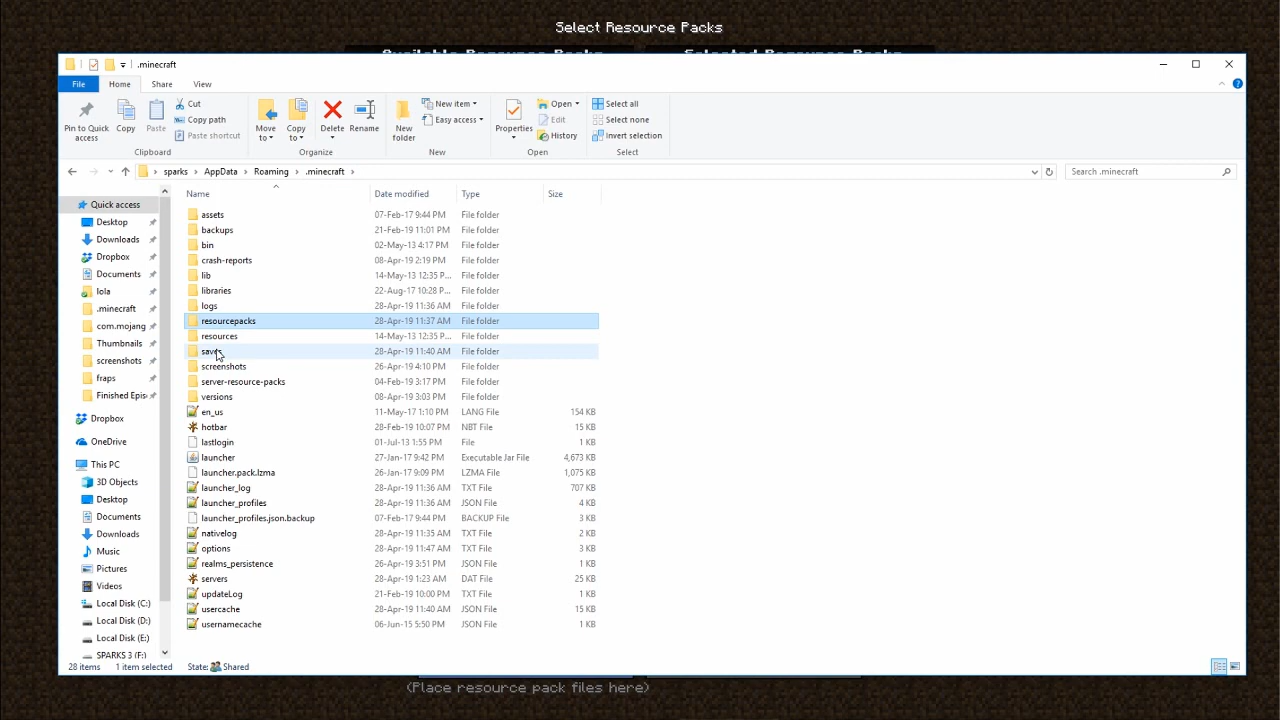 Select Resource Packs
Available Resource Packs Selected Resource Packs
.minecraft
File Home Share View
Pin to Quick access
Copy
Paste
Cut
Copy path
Paste shortcut
Clipboard
Move to
Copy to
Delete
Rename
Organize
New folder
New item
Easy access
New
Properties
Open
Edit
History
Open
Select all
Select none
Invert selection
Select
sparks > AppData > Roaming > .minecraft >
Search .minecraft
Quick access
Desktop
Downloads
Dropbox
Documents
lola
.minecraft
com.mojang
Thumbnails
screenshots
fraps
Finished Epis
Dropbox
OneDrive
This PC
3D Objects
Desktop
Documents
Downloads
Music
Pictures
Videos
Local Disk (C:)
Local Disk (D:)
Local Disk (E:)
SPARKS 3 (F:)
Name Date modified Type Size
assets 07-Feb-17 9:44 PM File folder
backups 21-Feb-19 11:01 PM File folder
bin 02-May-13 4:17 PM File folder
crash-reports 08-Apr-19 2:19 PM File folder
lib 14-May-13 12:35 P... File folder
libraries 22-Aug-17 10:28 P... File folder
logs 28-Apr-19 11:36 AM File folder
resourcepacks 28-Apr-19 11:37 AM File folder
resources 14-May-13 12:35 P... File folder
saves 28-Apr-19 11:40 AM File folder
screenshots 26-Apr-19 4:10 PM File folder
server-resource-packs 04-Feb-19 3:17 PM File folder
versions 08-Apr-19 3:03 PM File folder
en_us 11-May-17 1:10 PM LANG File 154 KB
hotbar 28-Feb-19 10:07 PM NBT File 15 KB
lastlogin 01-Jul-13 1:55 PM File 1 KB
launcher 27-Jan-17 9:42 PM Executable Jar File 4,673 KB
launcher.pack.lzma 26-Jan-17 9:09 PM LZMA File 1,075 KB
launcher_log 28-Apr-19 11:36 AM TXT File 707 KB
launcher_profiles 28-Apr-19 11:36 AM JSON File 4 KB
launcher_profiles.json.backup 07-Feb-17 9:44 PM BACKUP File 3 KB
nativelog 28-Apr-19 11:35 AM TXT File 2 KB
options 28-Apr-19 11:47 AM TXT File 3 KB
realms_persistence 26-Apr-19 3:51 PM JSON File 1 KB
servers 28-Apr-19 1:23 AM DAT File 25 KB
updateLog 21-Feb-19 10:00 PM TXT File 1 KB
usercache 28-Apr-19 11:40 AM JSON File 15 KB
usernamecache 06-Jun-15 5:50 PM JSON File 1 KB
28 items 1 item selected State: Shared
(Place resource pack files here)